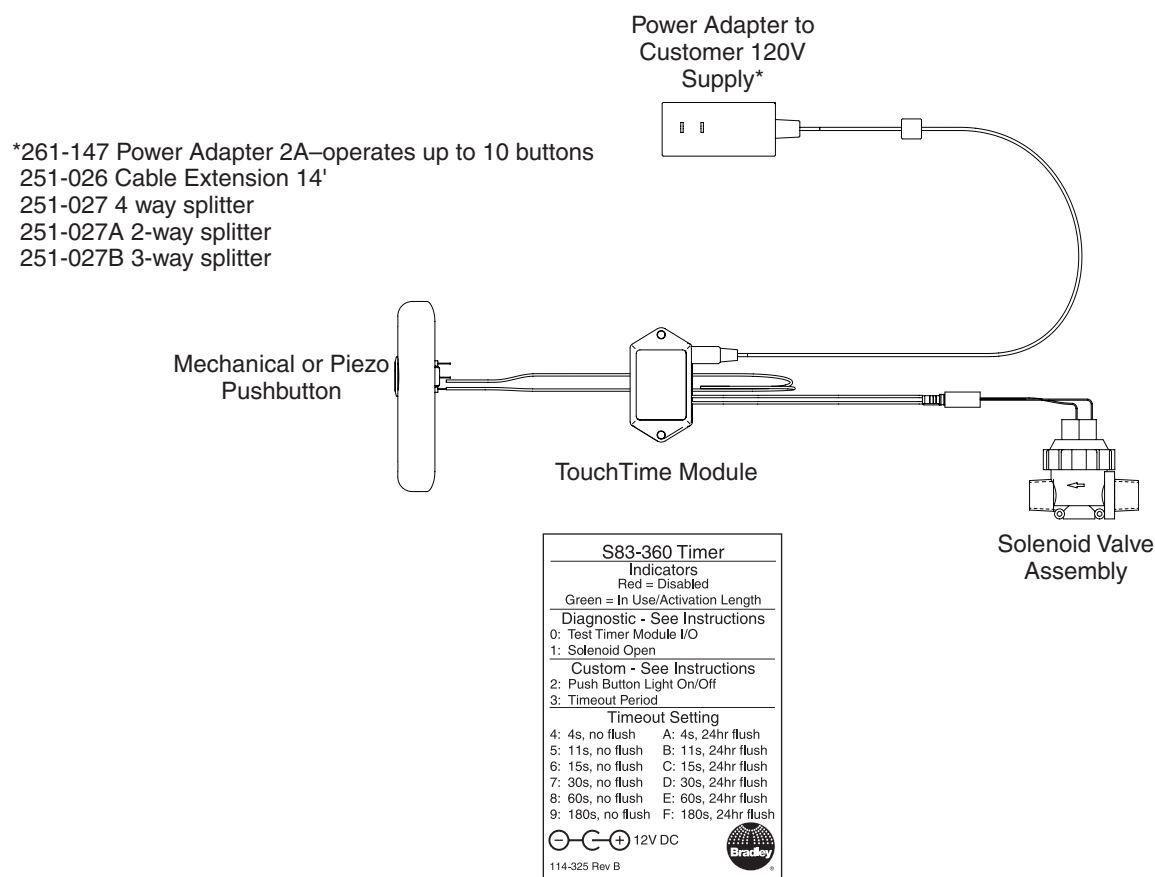 Power Adapter to
Customer 120V
Supply*
*261-147 Power Adapter 2A–operates up to 10 buttons
251-026 Cable Extension 14'
251-027 4 way splitter
251-027A 2-way splitter
251-027B 3-way splitter
Mechanical or Piezo
Pushbutton
TouchTime Module
Solenoid Valve
Assembly
S83-360 Timer
Indicators
Red = Disabled
Green = In Use/Activation Length
Diagnostic - See Instructions
0: Test Timer Module I/O
1: Solenoid Open
Custom - See Instructions
2: Push Button Light On/Off
3: Timeout Period
Timeout Setting
4: 4s, no flush A: 4s, 24hr flush
5: 11s, no flush B: 11s, 24hr flush
6: 15s, no flush C: 15s, 24hr flush
7: 30s, no flush D: 30s, 24hr flush
8: 60s, no flush E: 60s, 24hr flush
9: 180s, no flush F: 180s, 24hr flush
12V DC
Bradley
®
114-325 Rev B